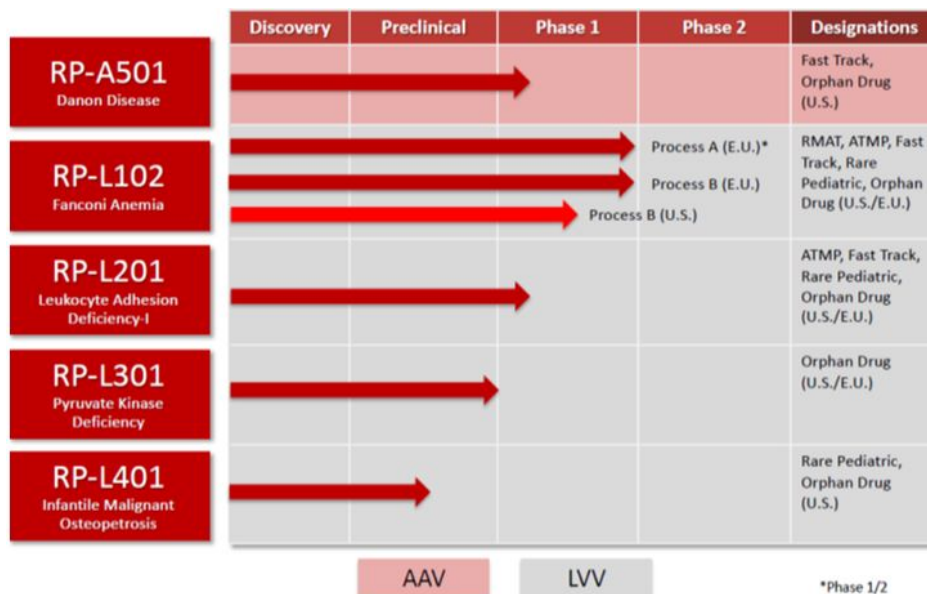 Discovery Preclinical Phase 1 Phase 2 Designations
RP-A501
Danon Disease
Fast Track,
Orphan Drug
(U.S.)
RP-L102
Fanconi Anemia
Process A (E.U.)*
Process B (E.U.)
Process B (U.S.)
RMAT, ATMP, Fast
Track, Rare
Pediatric, Orphan
Drug (U.S./E.U.)
RP-L201
Leukocyte Adhesion
Deficiency-I
ATMP, Fast Track,
Rare Pediatric,
Orphan Drug
(U.S./E.U.)
RP-L301
Pyruvate Kinase
Deficiency
Orphan Drug
(U.S./E.U.)
RP-L401
Infantile Malignant
Osteopetrosis
Rare Pediatric,
Orphan Drug
(U.S.)
AAV LVV
*Phase 1/2